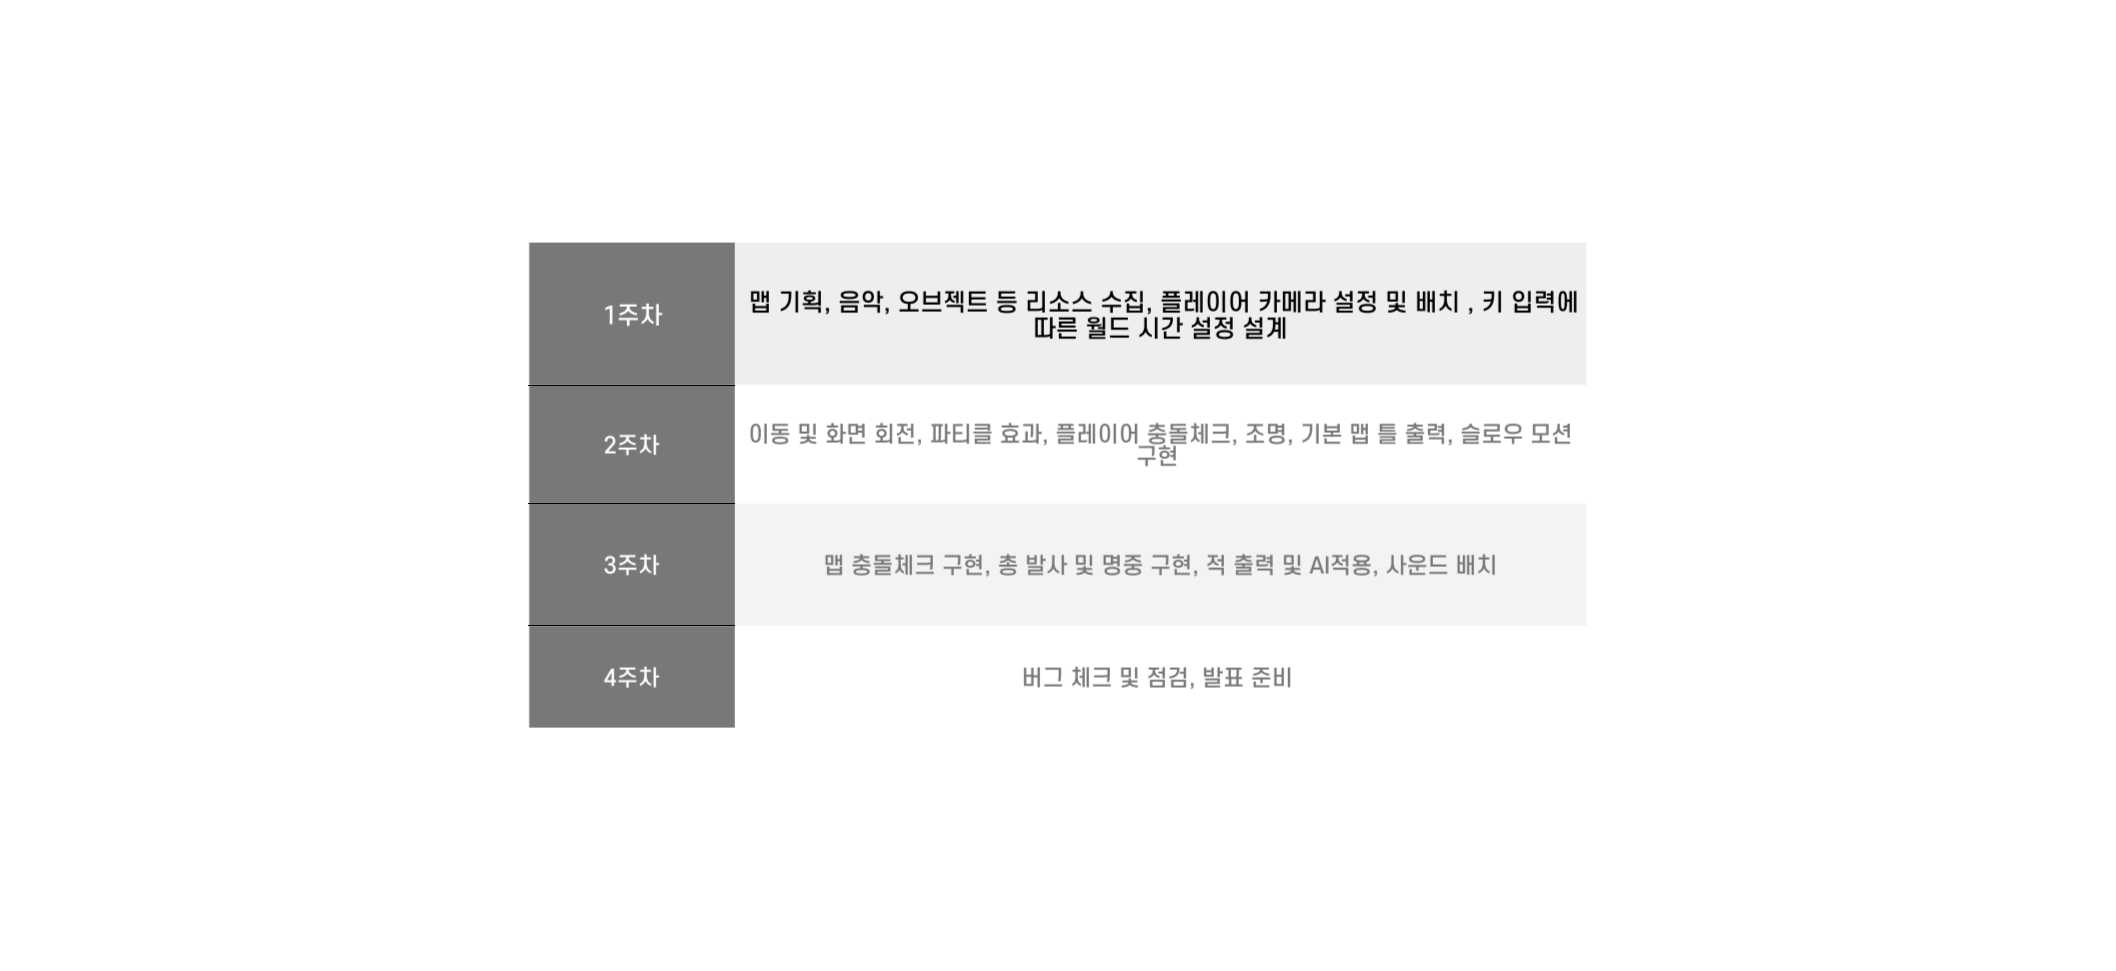 1주차
맵 기획, 음악, 오브젝트 등 리소스 수집, 플레이어 카메라 설정 및 배치 , 키 입력에
따른 월드 시간 설정 설계
2주차
이동 및 화면 회전, 파티클 효과, 플레이어 충돌체크, 조명, 기본 맵 틀 출력, 슬로우 모션
구현
3주차
맵 충돌체크 구현, 총 발사 및 명중 구현, 적 출력 및 AI적용, 사운드 배치
4주차
버그 체크 및 점검, 발표 준비